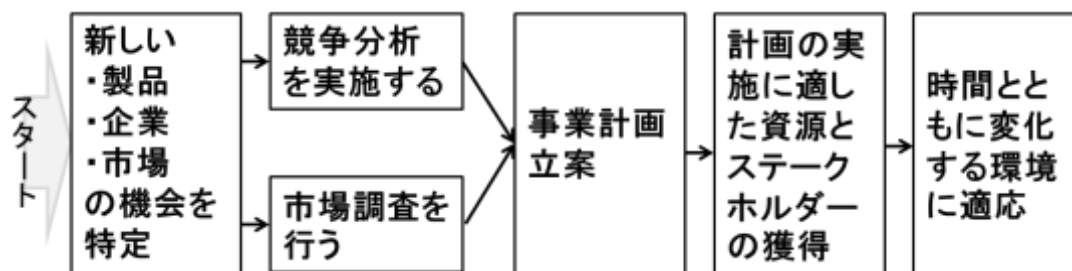 スタート
新しい
・製品
・企業
・市場
の機会を
特定
競争分析
を実施する
市場調査を
行う
事業計画
立案
計画の実
施に適し
た資源と
ステーク
ホルダー
の獲得
時間とと
もに変化
する環境
に適応